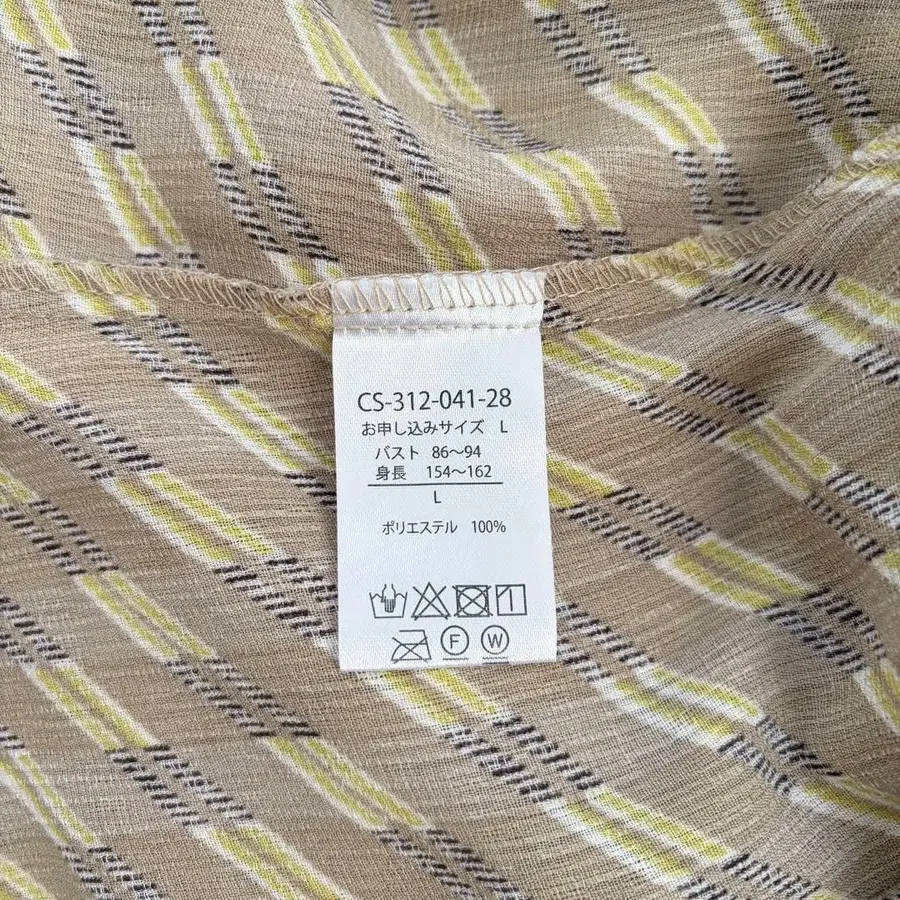 CS-312-041-28
お申し込みサイズ L
バスト 86～94
身長 154～162
L
ポリエステル 100%
F W